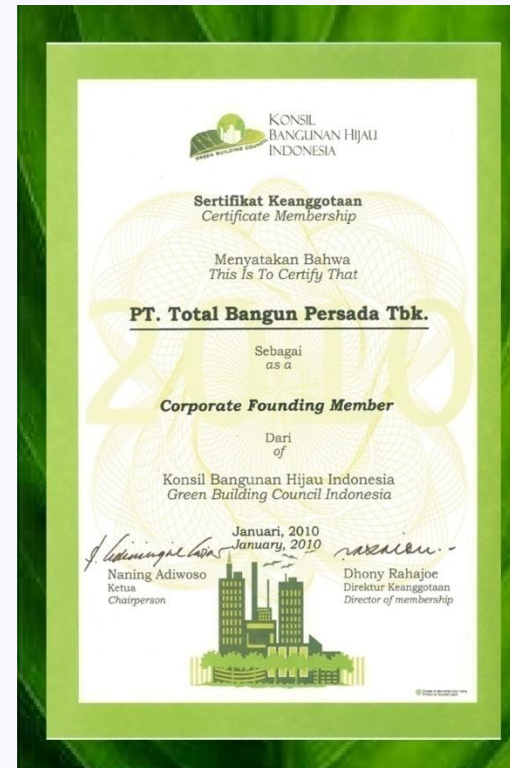 KONSIL
BANGUNAN HIJAU
INDONESIA
GREEN BUILDING COUNCIL
Sertifikat Keanggotaan
Certificate Membership
Menyatakan Bahwa
This Is To Certify That
PT. Total Bangun Persada Tbk.
Sebagai
as a
Corporate Founding Member
Dari
of
Konsil Bangunan Hijau Indonesia
Green Building Council Indonesia
Januari, 2010
January, 2010
Naning Adiwoso
Ketua
Chairperson
Dhony Rahajoe
Direktur Keanggotaan
Director of membership
2010